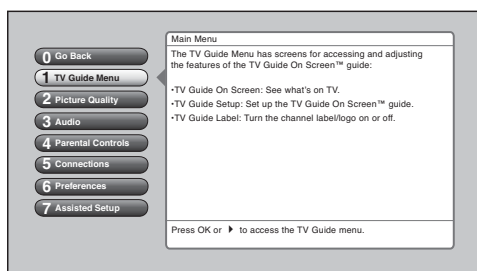 0 Go Back
1 TV Guide Menu
2 Picture Quality
3 Audio
4 Parental Controls
5 Connections
6 Preferences
7 Assisted Setup
Main Menu
The TV Guide Menu has screens for accessing and adjusting
the features of the TV Guide On Screen™ guide:
•TV Guide On Screen: See what's on TV.
•TV Guide Setup: Set up the TV Guide On Screen™ guide.
•TV Guide Label: Turn the channel label/logo on or off.
Press OK or ▶ to access the TV Guide menu.